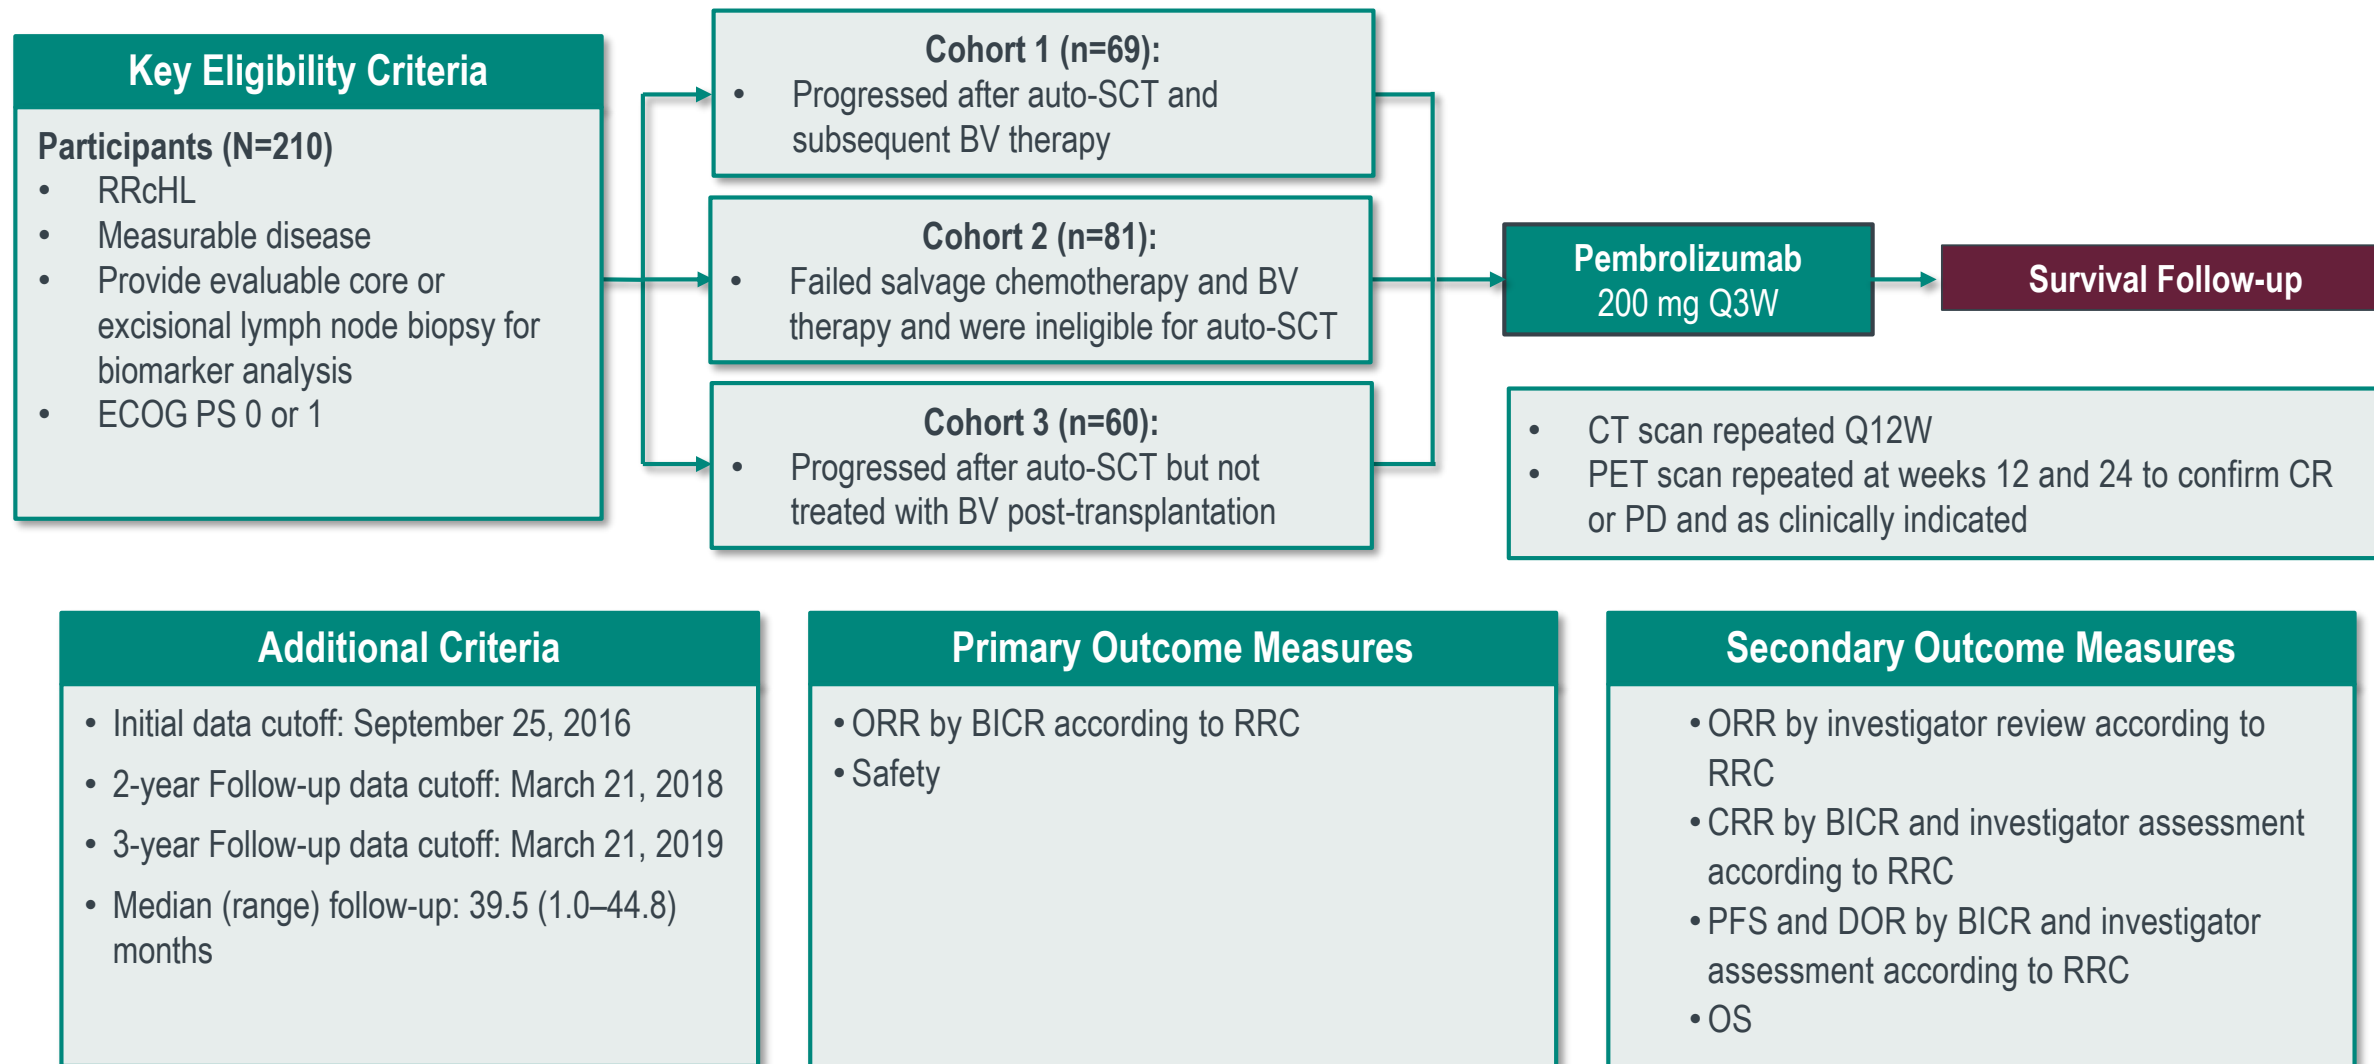 Key Eligibility Criteria
Participants (N=210)
• RRcHL
• Measurable disease
• Provide evaluable core or
excisional lymph node biopsy for
biomarker analysis
• ECOG PS 0 or 1
Cohort 1 (n=69):
• Progressed after auto-SCT and
subsequent BV therapy
Cohort 2 (n=81):
• Failed salvage chemotherapy and BV
therapy and were ineligible for auto-SCT
Cohort 3 (n=60):
• Progressed after auto-SCT but not
treated with BV post-transplantation
Pembrolizumab
200 mg Q3W
Survival Follow-up
• CT scan repeated Q12W
• PET scan repeated at weeks 12 and 24 to confirm CR
or PD and as clinically indicated
Additional Criteria
• Initial data cutoff: September 25, 2016
• 2-year Follow-up data cutoff: March 21, 2018
• 3-year Follow-up data cutoff: March 21, 2019
• Median (range) follow-up: 39.5 (1.0–44.8)
months
Primary Outcome Measures
• ORR by BICR according to RRC
• Safety
Secondary Outcome Measures
• ORR by investigator review according to
RRC
• CRR by BICR and investigator assessment
according to RRC
• PFS and DOR by BICR and investigator
assessment according to RRC
• OS